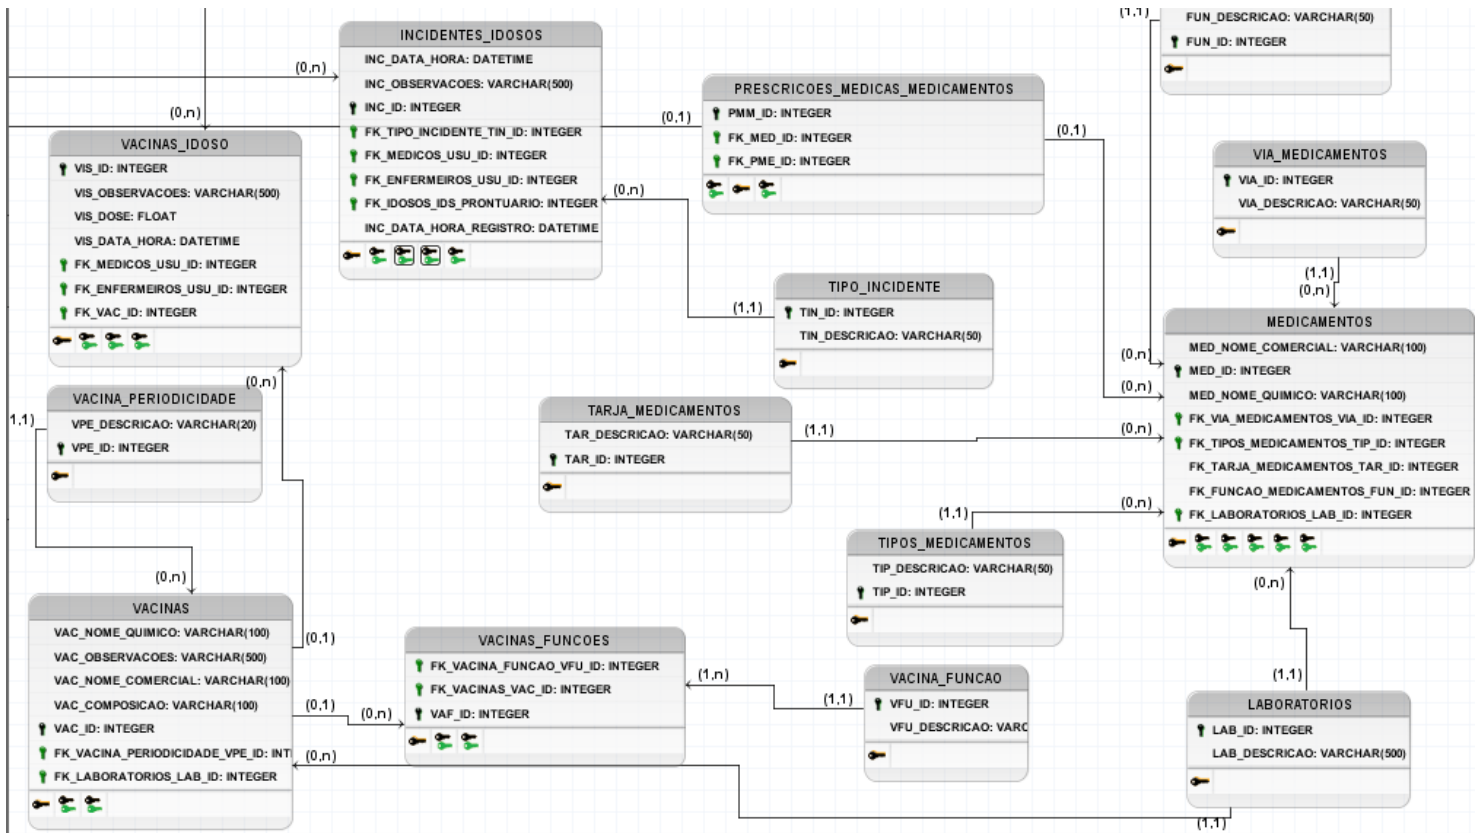 (1,1)
FUN_DESCRICAO: VARCHAR(50)
FUN_ID: INTEGER
INCIDENTES_IDOSOS
INC_DATA_HORA: DATETIME
INC_OBSERVACOES: VARCHAR(500)
INC_ID: INTEGER
FK_TIPO_INCIDENTE_TIN_ID: INTEGER
FK_MEDICOS_USU_ID: INTEGER
FK_ENFERMEIROS_USU_ID: INTEGER
FK_IDOSOS_IDS_PRONTUARIO: INTEGER
INC_DATA_HORA_REGISTRO: DATETIME
(0,n)
(0,n)
PRESCRICOES_MEDICAS_MEDICAMENTOS
PMM_ID: INTEGER
FK_MED_ID: INTEGER
FK_PME_ID: INTEGER
(0,1)
(0,1)
(0,n)
VACINAS_IDOSO
VIS_ID: INTEGER
VIS_OBSERVACOES: VARCHAR(500)
VIS_DOSE: FLOAT
VIS_DATA_HORA: DATETIME
FK_MEDICOS_USU_ID: INTEGER
FK_ENFERMEIROS_USU_ID: INTEGER
FK_VAC_ID: INTEGER
VIA_MEDICAMENTOS
VIA_ID: INTEGER
VIA_DESCRICAO: VARCHAR(50)
(1,1)
(0,n)
TIPO_INCIDENTE
TIN_ID: INTEGER
TIN_DESCRICAO: VARCHAR(50)
(1,1)
MEDICAMENTOS
MED_NOME_COMERCIAL: VARCHAR(100)
MED_ID: INTEGER
MED_NOME_QUIMICO: VARCHAR(100)
FK_VIA_MEDICAMENTOS_VIA_ID: INTEGER
FK_TIPOS_MEDICAMENTOS_TIP_ID: INTEGER
FK_TARJA_MEDICAMENTOS_TAR_ID: INTEGER
FK_FUNCAO_MEDICAMENTOS_FUN_ID: INTEGER
FK_LABORATORIOS_LAB_ID: INTEGER
(0,n)
(0,n)
(0,n)
(0,n)
(0,n)
(0,n)
VACINA_PERIODICIDADE
VPE_DESCRICAO: VARCHAR(20)
VPE_ID: INTEGER
1,1)
TARJA_MEDICAMENTOS
TAR_DESCRICAO: VARCHAR(50)
TAR_ID: INTEGER
(1,1)
(1,1)
TIPOS_MEDICAMENTOS
TIP_DESCRICAO: VARCHAR(50)
TIP_ID: INTEGER
(0,n)
VACINAS
VAC_NOME_QUIMICO: VARCHAR(100)
VAC_OBSERVACOES: VARCHAR(500)
VAC_NOME_COMERCIAL: VARCHAR(100)
VAC_COMPOSICAO: VARCHAR(100)
VAC_ID: INTEGER
FK_VACINA_PERIODICIDADE_VPE_ID: INT
FK_LABORATORIOS_LAB_ID: INTEGER
(0,1)
(0,1)
(0,n)
(0,n)
VACINAS_FUNCOES
FK_VACINA_FUNCAO_VFU_ID: INTEGER
FK_VACINAS_VAC_ID: INTEGER
VAF_ID: INTEGER
(1,n)
(1,1)
VACINA_FUNCAO
VFU_ID: INTEGER
VFU_DESCRICAO: VARC
(1,1)
LABORATORIOS
LAB_ID: INTEGER
LAB_DESCRICAO: VARCHAR(500)
(1,1)